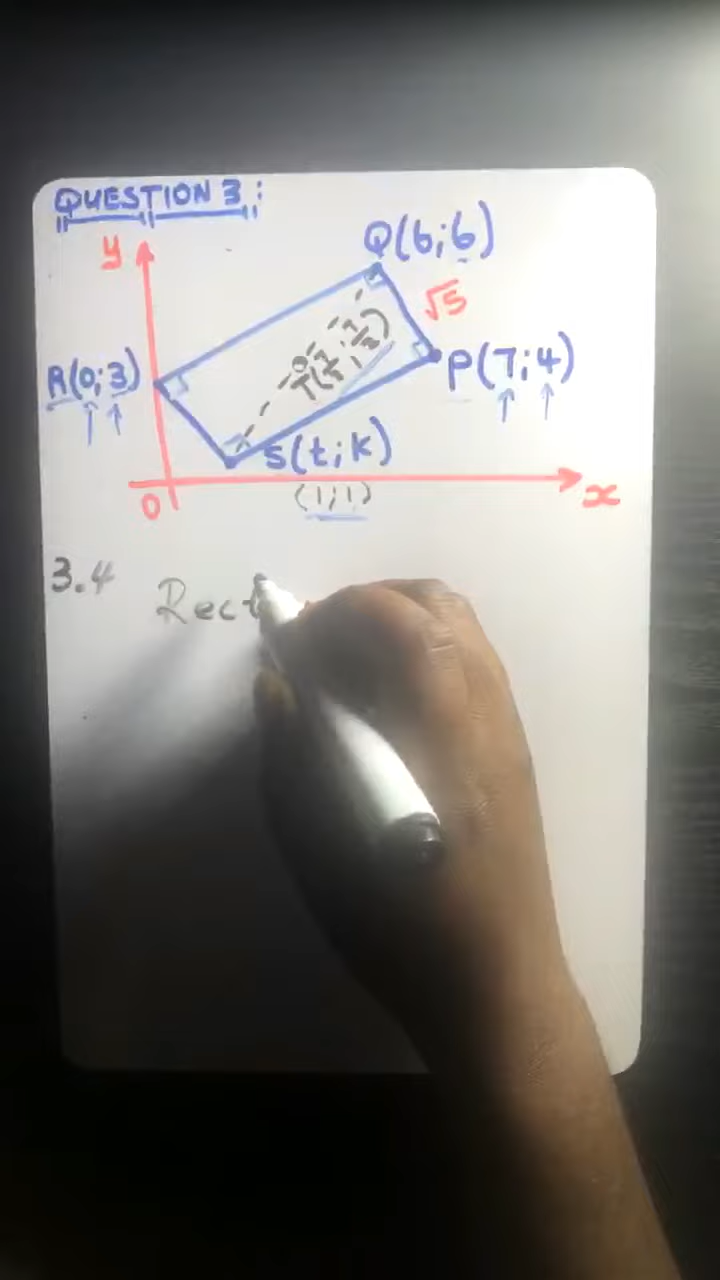 QUESTION 3:
y
Q(6;6)
√5
T(7/2;7/2)
R(0;3)
P(7;4)
S(t;k)
(1;1)
0
x
3.4 Rect